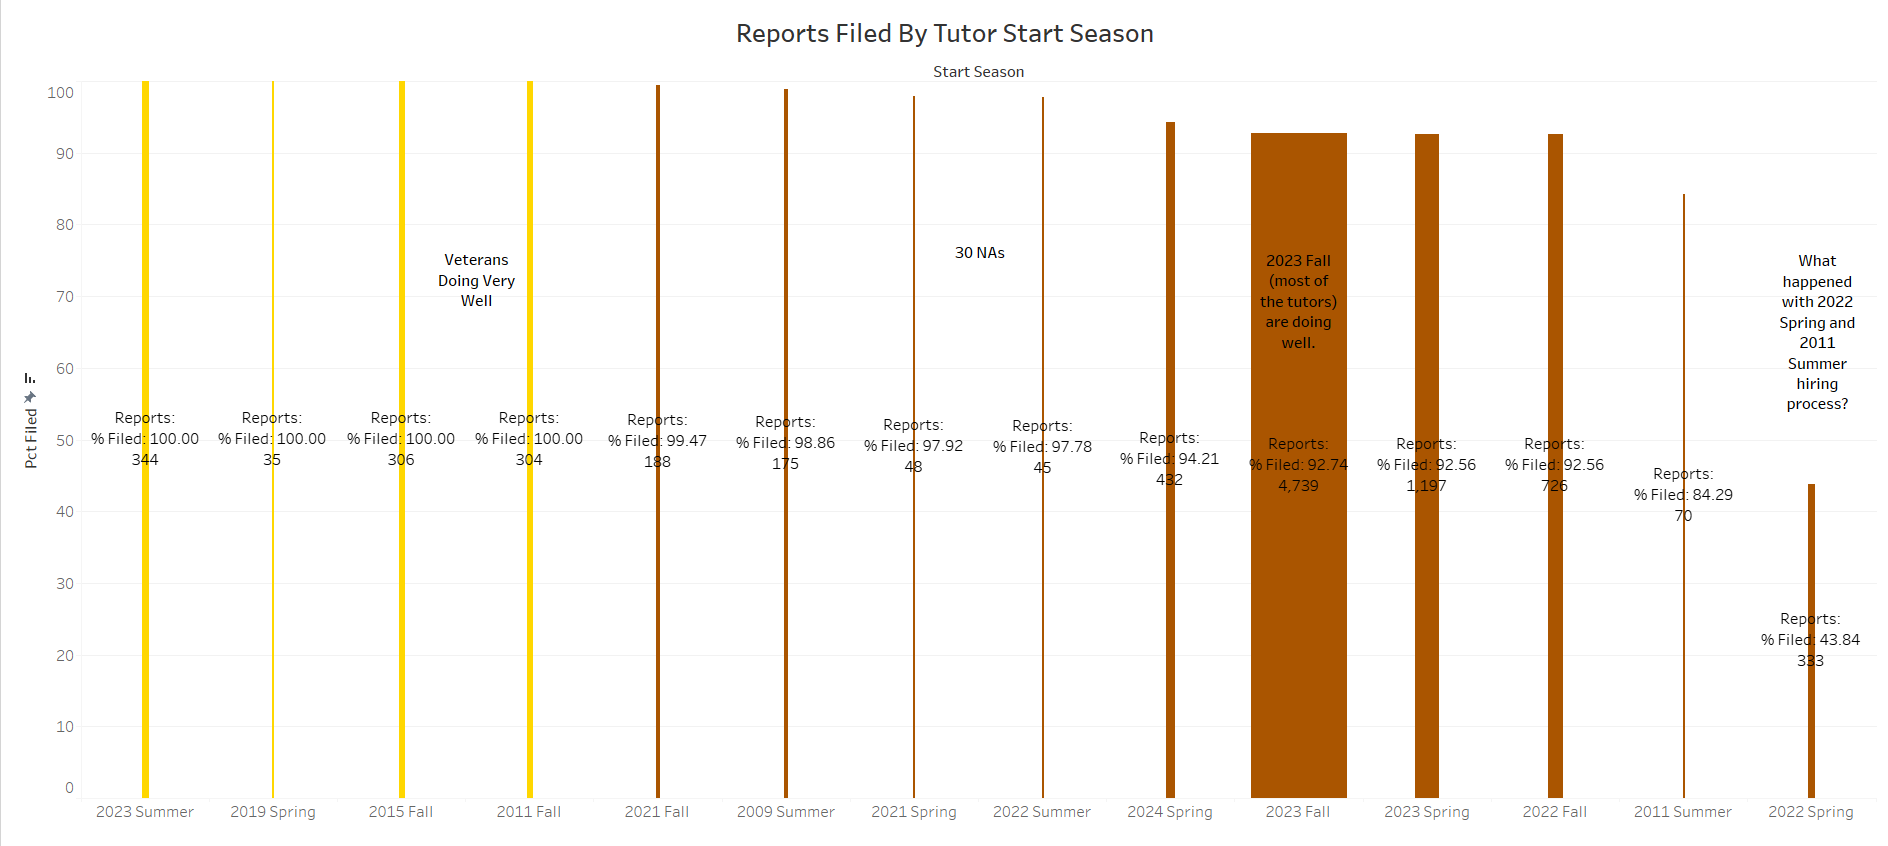 Reports Filed By Tutor Start Season
Start Season
Pct Filed
100
90
80
70
60
50
40
30
20
10
0
Veterans
Doing Very
Well
30 NAs
2023 Fall
(most of
the tutors)
are doing
well.
What
happened
with 2022
Spring and
2011
Summer
hiring
process?
Reports:
% Filed: 100.00
344
Reports:
% Filed: 100.00
35
Reports:
% Filed: 100.00
306
Reports:
% Filed: 100.00
304
Reports:
% Filed: 99.47
188
Reports:
% Filed: 98.86
175
Reports:
% Filed: 97.92
48
Reports:
% Filed: 97.78
45
Reports:
% Filed: 94.21
432
Reports:
% Filed: 92.74
4,739
Reports:
% Filed: 92.56
1,197
Reports:
% Filed: 92.56
726
Reports:
% Filed: 84.29
70
Reports:
% Filed: 43.84
333
2023 Summer
2019 Spring
2015 Fall
2011 Fall
2021 Fall
2009 Summer
2021 Spring
2022 Summer
2024 Spring
2023 Fall
2023 Spring
2022 Fall
2011 Summer
2022 Spring